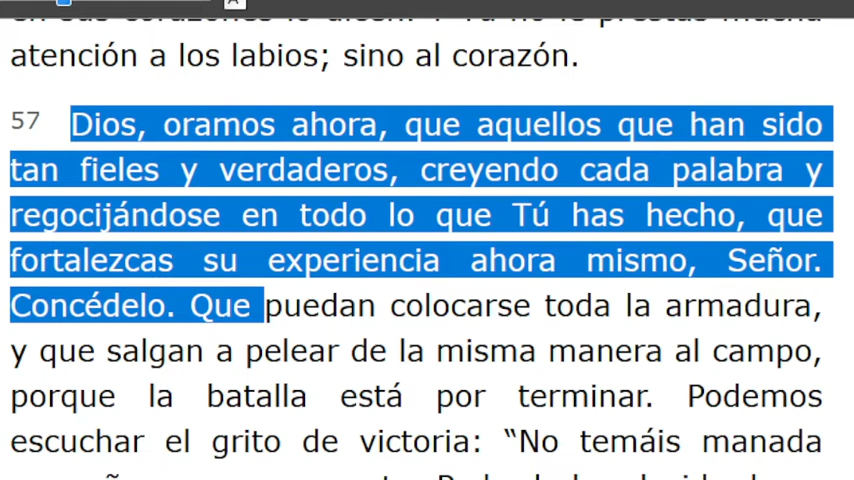 atención a los labios; sino al corazón.
57 Dios, oramos ahora, que aquellos que han sido
tan fieles y verdaderos, creyendo cada palabra y
regocijándose en todo lo que Tú has hecho, que
fortalezcas su experiencia ahora mismo, Señor.
Concédelo. Que puedan colocarse toda la armadura,
y que salgan a pelear de la misma manera al campo,
porque la batalla está por terminar. Podemos
escuchar el grito de victoria: “No temáis manada